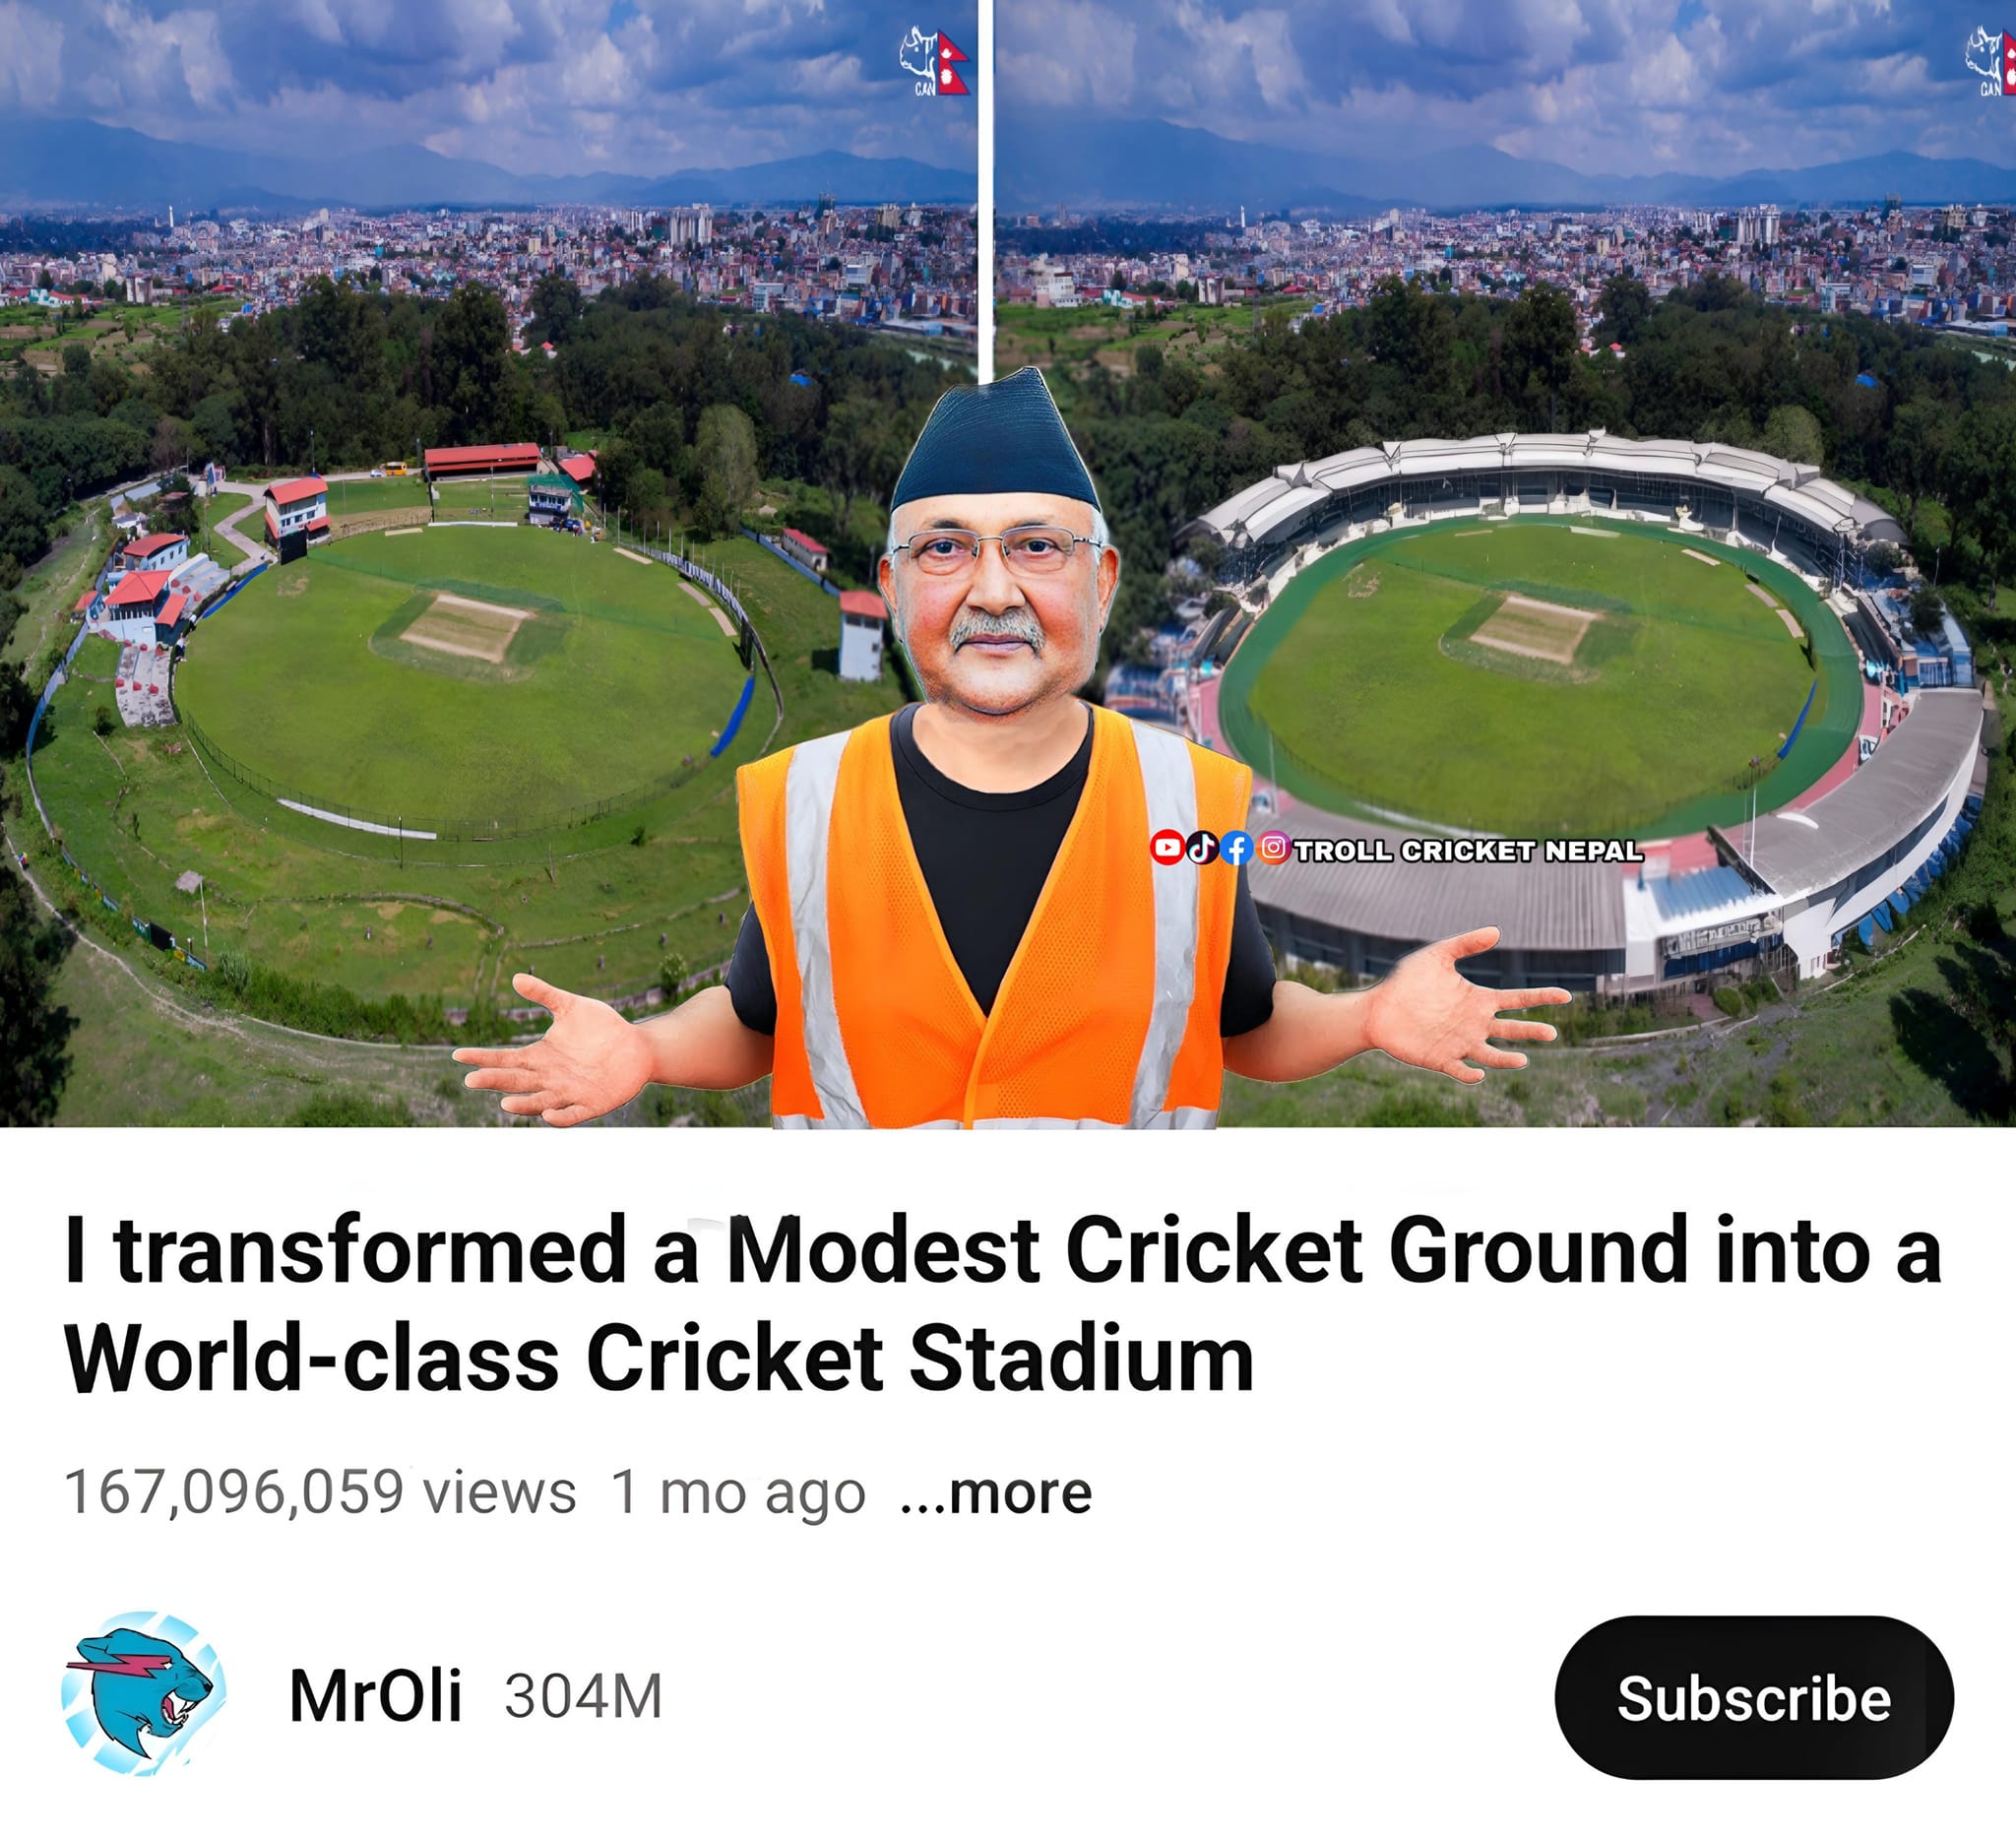 CAN
CAN
TROLL CRICKET NEPAL
I transformed a Modest Cricket Ground into a
World-class Cricket Stadium
167,096,059 views 1 mo ago ...more
MrOli 304M
Subscribe